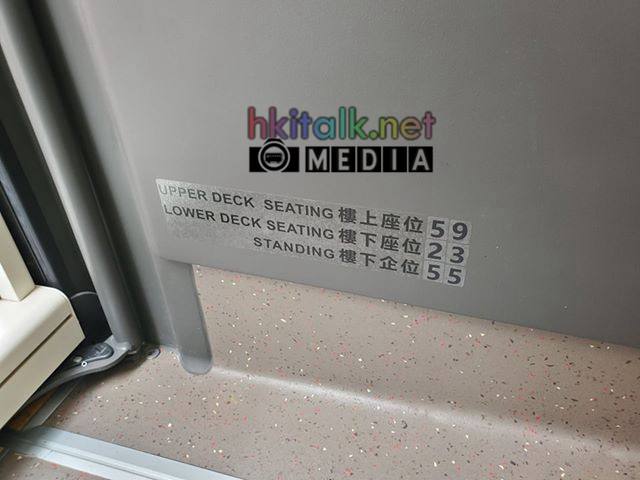 hkitalk.net
MEDIA
UPPER DECK SEATING 樓上座位 59
LOWER DECK SEATING 樓下座位 23
STANDING 樓下企位 55